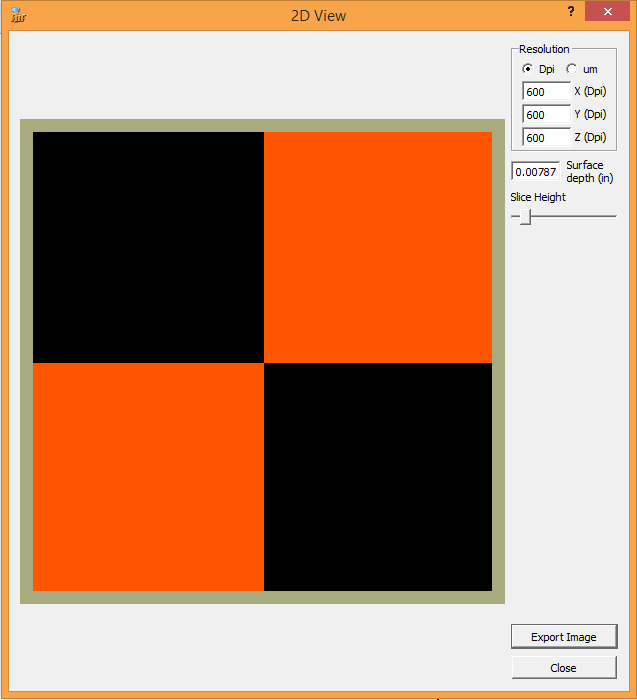 2D View
?
Resolution
Dpi
um
600 X (Dpi)
600 Y (Dpi)
600 Z (Dpi)
0.00787 Surface
depth (in)
Slice Height
Export Image
Close